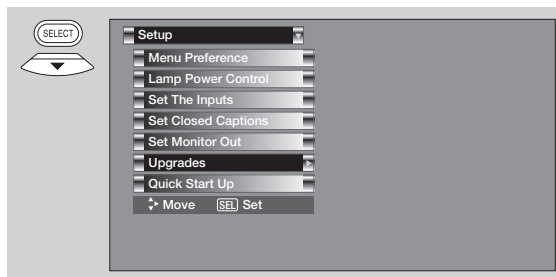 SELECT
Setup
Menu Preference
Lamp Power Control
Set The Inputs
Set Closed Captions
Set Monitor Out
Upgrades
Quick Start Up
Move SEL Set